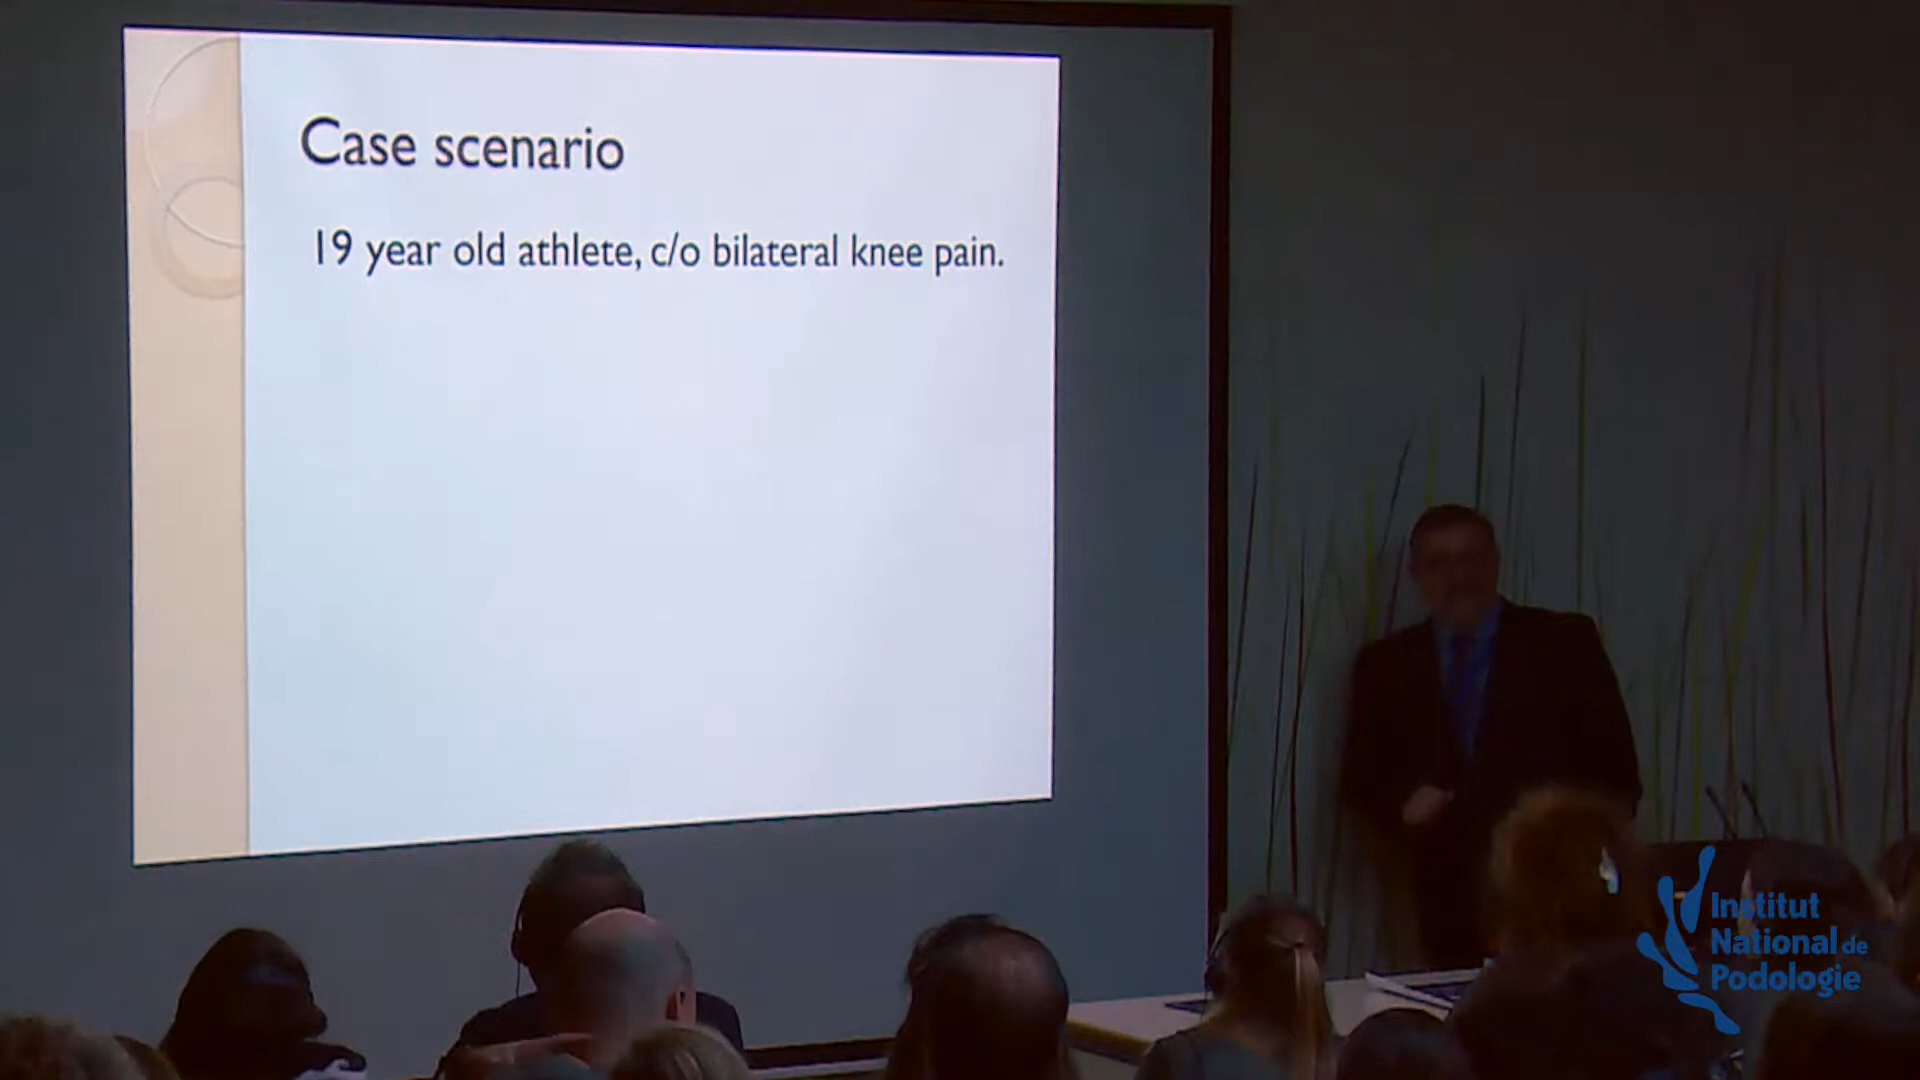 Case scenario
19 year old athlete, c/o bilateral knee pain.
Institut
National de
Podologie